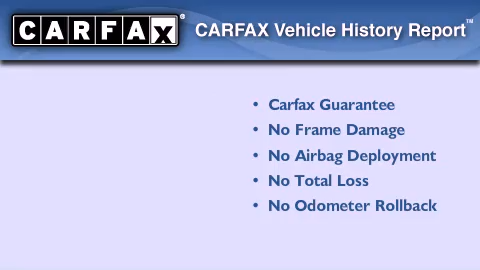 CARFAX® CARFAX Vehicle History Report™
• Carfax Guarantee
• No Frame Damage
• No Airbag Deployment
• No Total Loss
• No Odometer Rollback